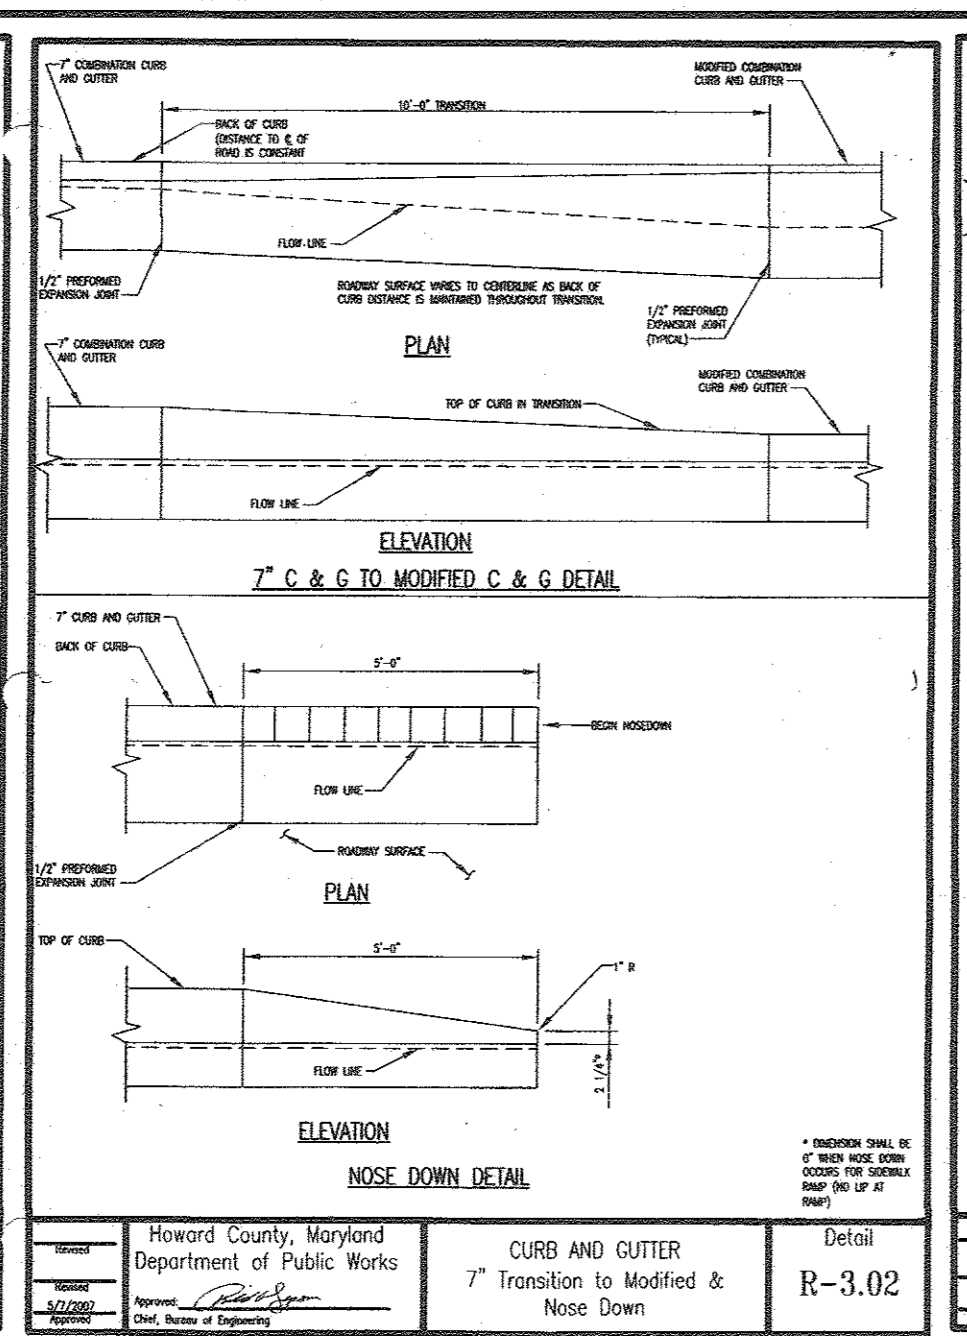 7" COMBINATION CURB
AND GUTTER
MODIFIED COMBINATION
CURB AND GUTTER
10'-0" TRANSITION
BACK OF CURB
(DISTANCE TO ℄ OF
ROAD IS CONSTANT
FLOW LINE
1/2" PREFORMED
EXPANSION JOINT
ROADWAY SURFACE VARIES TO CENTERLINE AS BACK OF
CURB DISTANCE IS MAINTAINED THROUGHOUT TRANSITION.
1/2" PREFORMED
EXPANSION JOINT
(TYPICAL)
PLAN
7" COMBINATION CURB
AND GUTTER
MODIFIED COMBINATION
CURB AND GUTTER
TOP OF CURB IN TRANSITION
FLOW LINE
ELEVATION
7" C & G TO MODIFIED C & G DETAIL
7" CURB AND GUTTER
BACK OF CURB
5'-0"
BEGIN NOSEDOWN
FLOW LINE
ROADWAY SURFACE
1/2" PREFORMED
EXPANSION JOINT
PLAN
TOP OF CURB
5'-0"
1" R
FLOW LINE
2 1/4"*
ELEVATION
NOSE DOWN DETAIL
* DIMENSION SHALL BE
0" WHEN NOSE DOWN
OCCURS FOR SIDEWALK
RAMP (NO LIP AT
RAMP)
Revised
Revised
5/7/2007
Approved
Howard County, Maryland
Department of Public Works
Approved:
Chief, Bureau of Engineering
CURB AND GUTTER
7" Transition to Modified &
Nose Down
Detail
R-3.02